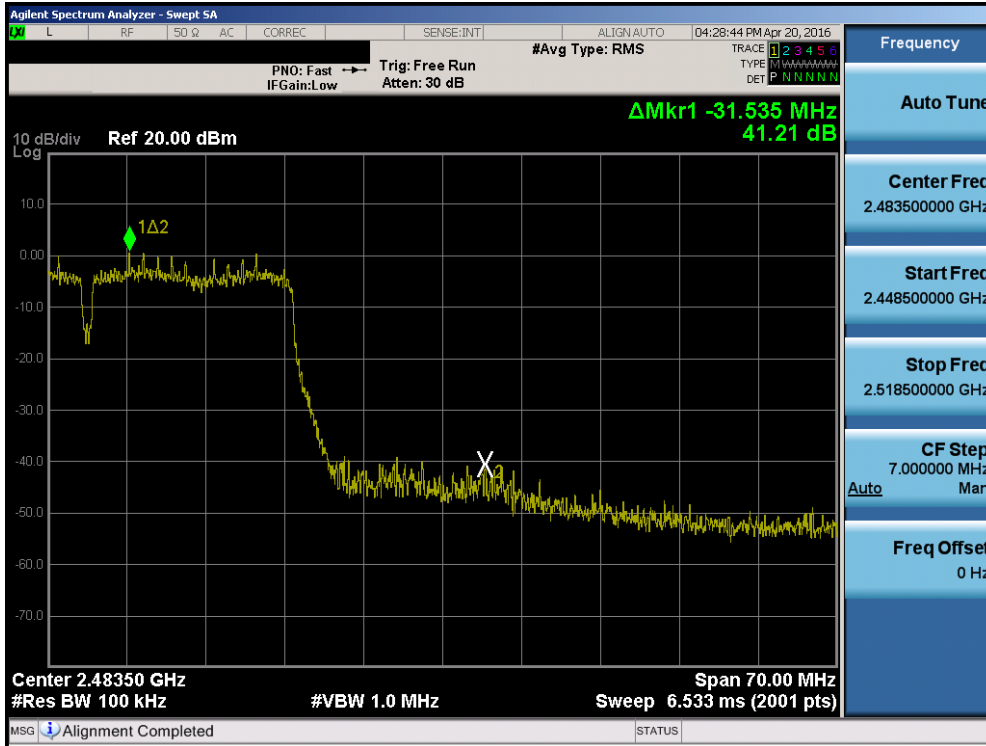 Agilent Spectrum Analyzer - Swept SA
LXI L RF 50 Ω AC CORREC SENSE:INT ALIGN AUTO 04:28:44 PM Apr 20, 2016
#Avg Type: RMS TRACE 1 2 3 4 5 6
PNO: Fast Trig: Free Run TYPE M WWWWW
IFGain:Low Atten: 30 dB DET P N N N N N
Frequency
ΔMkr1 -31.535 MHz
41.21 dB
10 dB/div Ref 20.00 dBm
Log
10.0
0.00
-10.0
-20.0
-30.0
-40.0
-50.0
-60.0
-70.0
1Δ2
X2
Center 2.48350 GHz Span 70.00 MHz
#Res BW 100 kHz #VBW 1.0 MHz Sweep 6.533 ms (2001 pts)
MSG Alignment Completed STATUS
Auto Tune
Center Freq
2.483500000 GHz
Start Freq
2.448500000 GHz
Stop Freq
2.518500000 GHz
CF Step
7.000000 MHz
Auto Man
Freq Offset
0 Hz